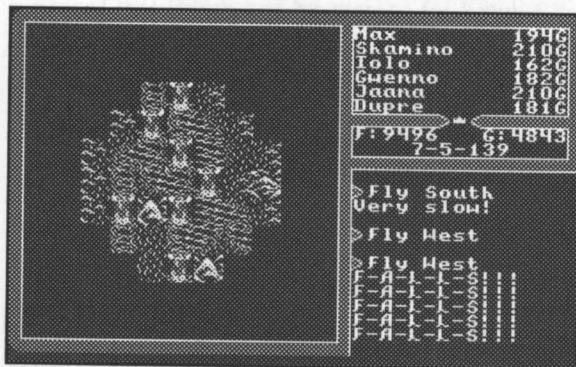 Max 194G
Skamino 210G
Iolo 162G
Gwenno 182G
Jaana 210G
Dupre 181G
F:9496 G:4843
7-5-139
Fly South
Very slow!
Fly West
Fly West
F-A-L-L-S!!!
F-A-L-L-S!!!
F-A-L-L-S!!!
F-A-L-L-S!!!
F-A-L-L-S!!!